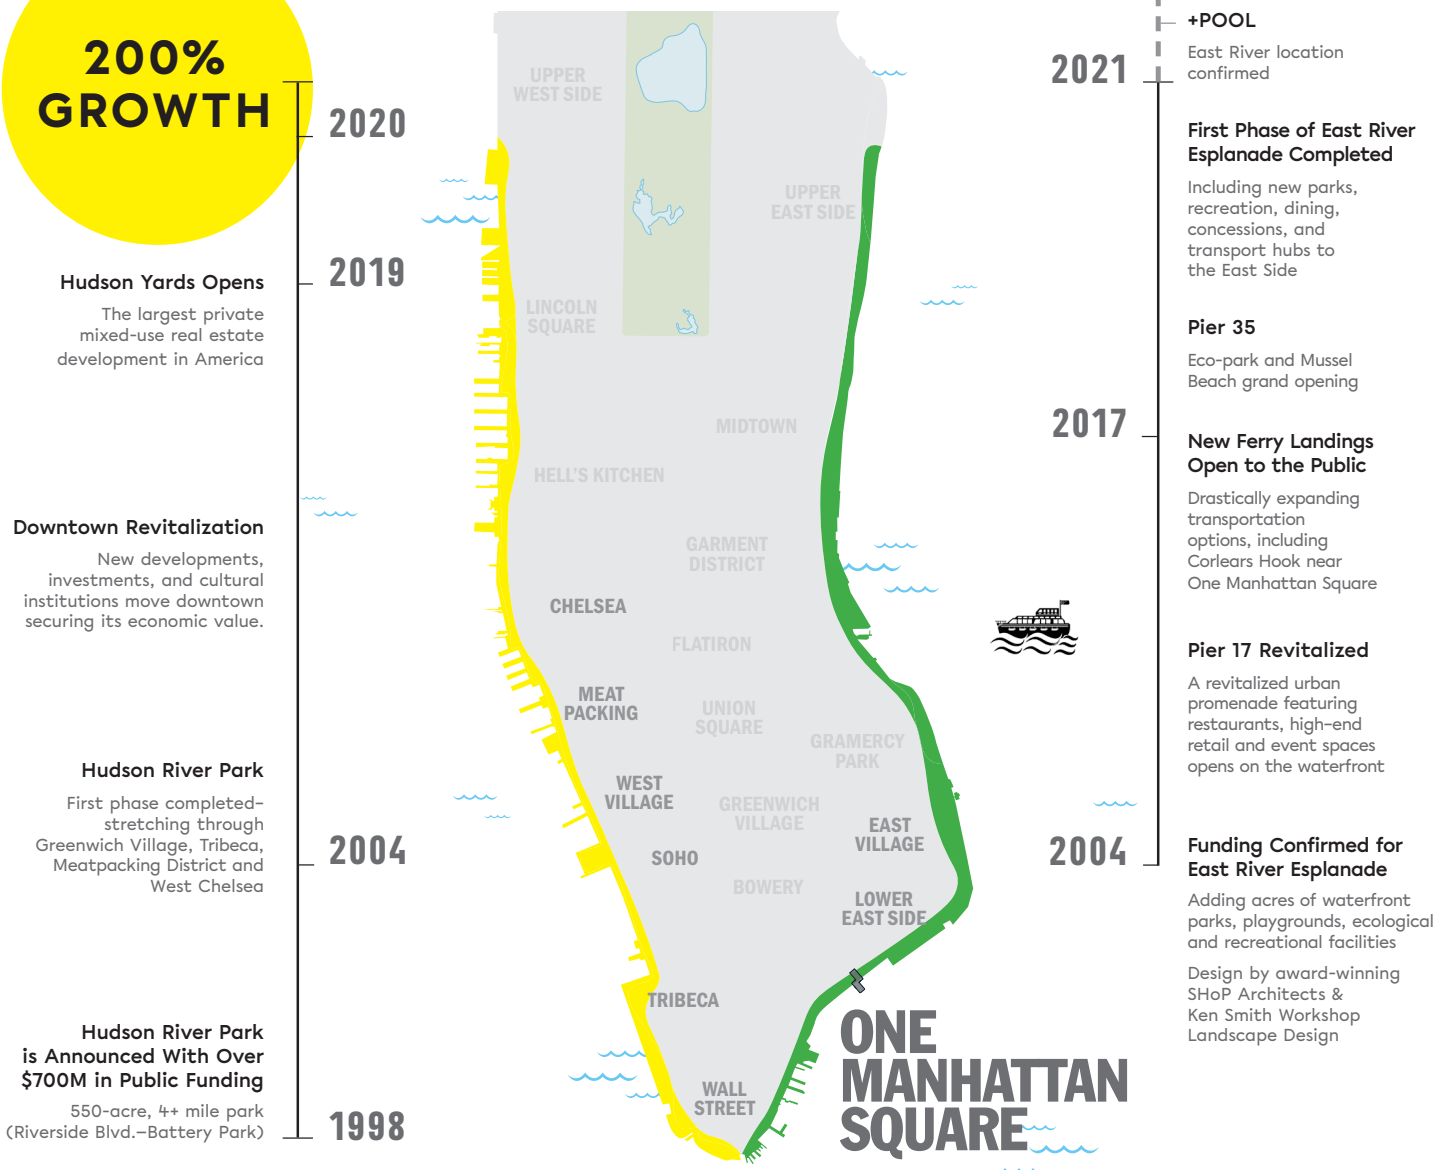 200%
GROWTH
2020
Hudson Yards Opens
2019
The largest private
mixed-use real estate
development in America
Downtown Revitalization
New developments,
investments, and cultural
institutions move downtown
securing its economic value.
Hudson River Park
First phase completed–
stretching through
Greenwich Village, Tribeca,
Meatpacking District and
West Chelsea
2004
Hudson River Park
is Announced With Over
$700M in Public Funding
550-acre, 4+ mile park
(Riverside Blvd.–Battery Park)
1998
UPPER
WEST SIDE
UPPER
EAST SIDE
LINCOLN
SQUARE
MIDTOWN
HELL'S KITCHEN
GARMENT
DISTRICT
CHELSEA
FLATIRON
MEAT
PACKING
UNION
SQUARE
GRAMERCY
PARK
WEST
VILLAGE
GREENWICH
VILLAGE
EAST
VILLAGE
SOHO
BOWERY
LOWER
EAST SIDE
TRIBECA
WALL
STREET
ONE
MANHATTAN
SQUARE
+POOL
East River location
confirmed
2021
First Phase of East River
Esplanade Completed
Including new parks,
recreation, dining,
concessions, and
transport hubs to
the East Side
Pier 35
Eco-park and Mussel
Beach grand opening
2017
New Ferry Landings
Open to the Public
Drastically expanding
transportation
options, including
Corlears Hook near
One Manhattan Square
Pier 17 Revitalized
A revitalized urban
promenade featuring
restaurants, high-end
retail and event spaces
opens on the waterfront
2004
Funding Confirmed for
East River Esplanade
Adding acres of waterfront
parks, playgrounds, ecological
and recreational facilities
Design by award-winning
SHoP Architects &
Ken Smith Workshop
Landscape Design